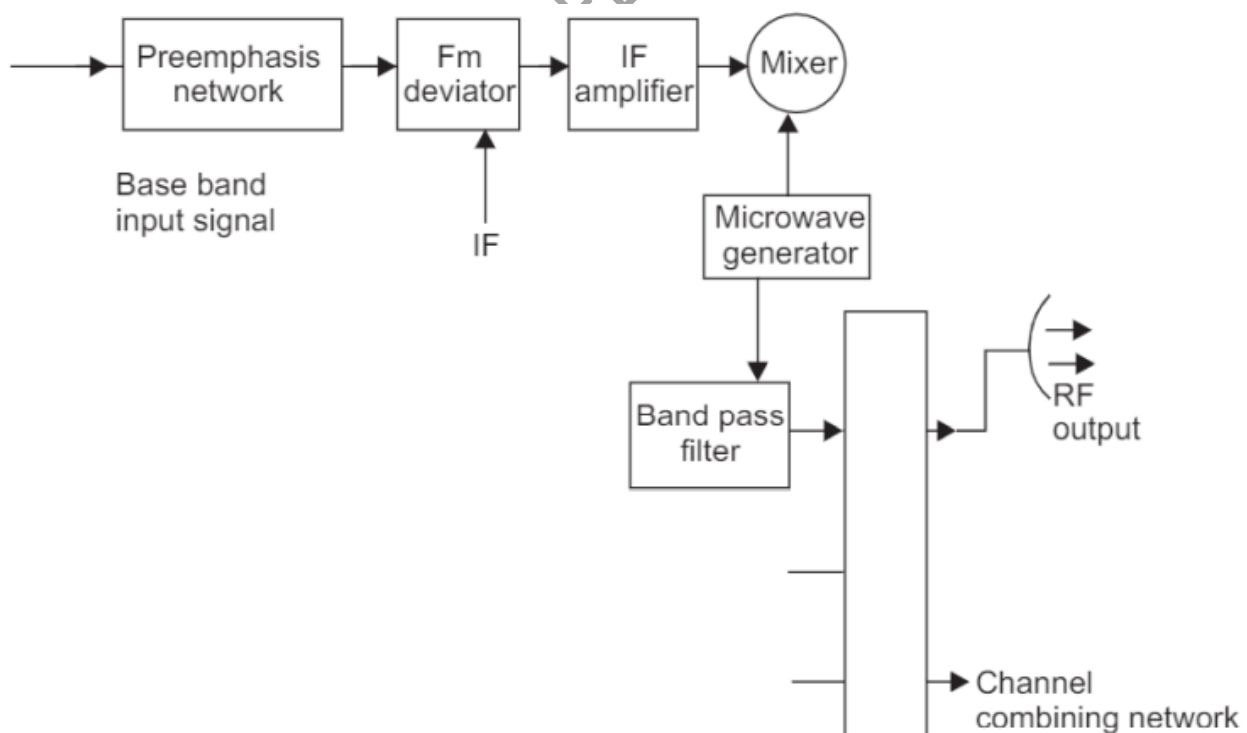 Preemphasis
network
Fm
deviator
IF
amplifier
Mixer
Base band
input signal
IF
Microwave
generator
Band pass
filter
RF
output
Channel
combining network